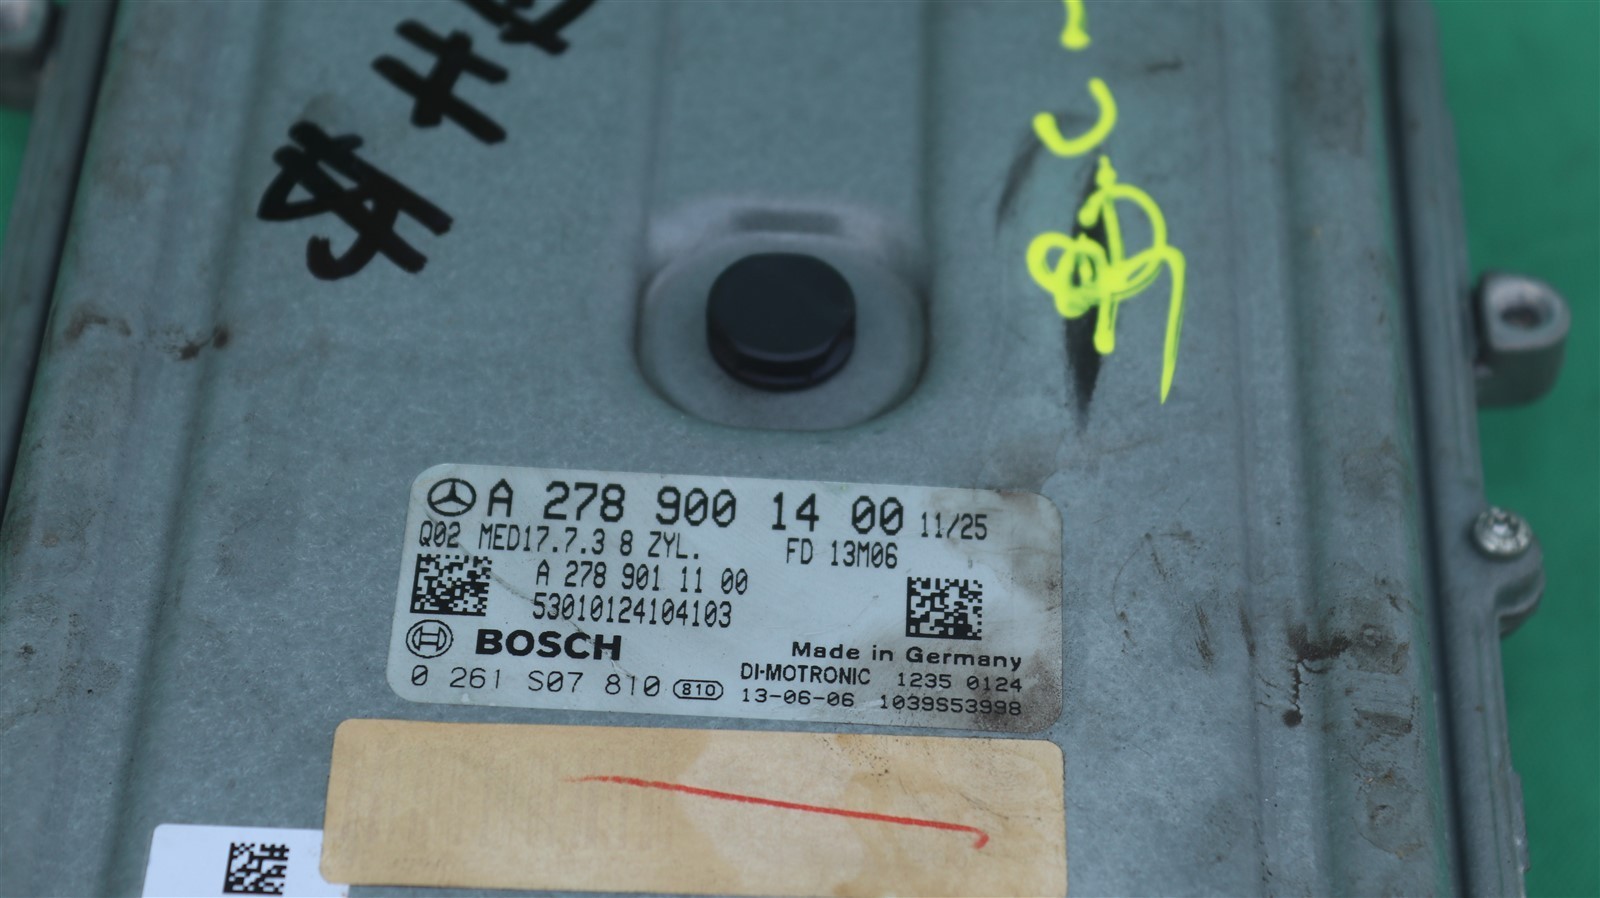 A 278 900 14 00 11/25
Q02 MED17.7.3 8 ZYL. FD 13M06
A 278 901 11 00
53010124104103
BOSCH
Made in Germany
0 261 S07 810 810
DI-MOTRONIC 1235 0124
13-06-06 1039S53998